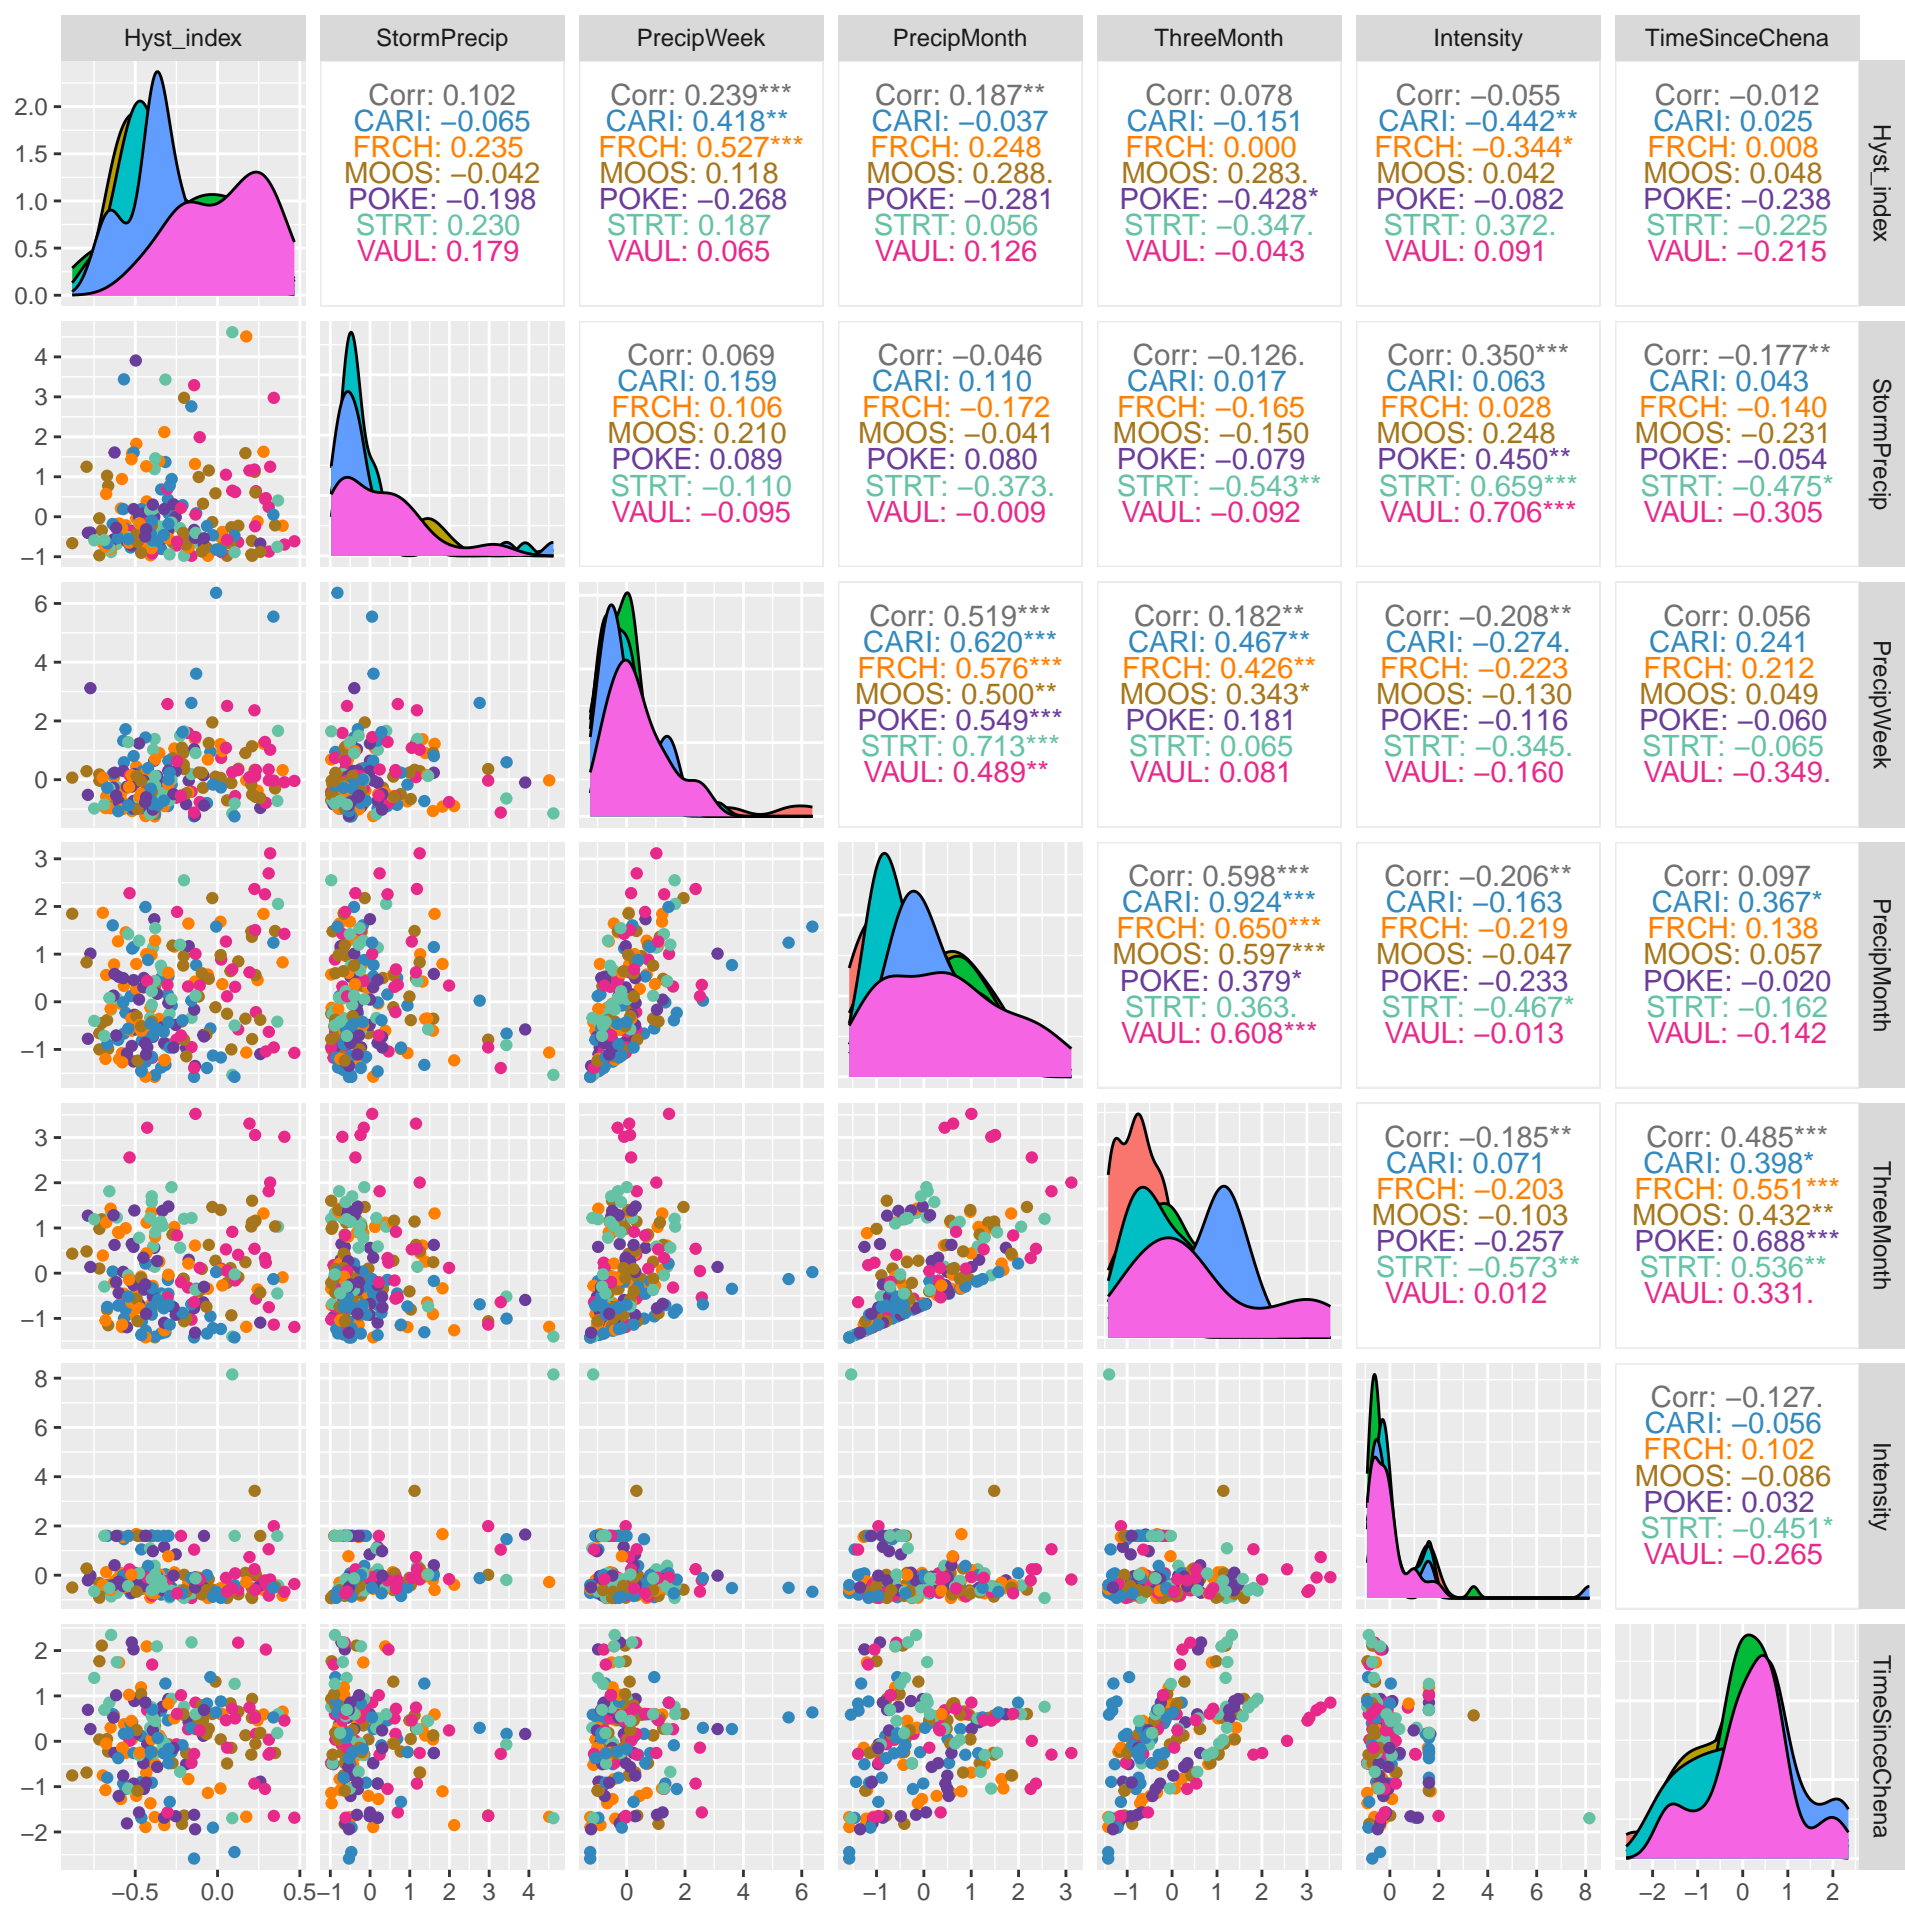 Hyst_index StormPrecip PrecipWeek PrecipMonth ThreeMonth Intensity TimeSinceChena
2.0
1.5
1.0
0.5
0.0
Corr: 0.102
CARI: −0.065
FRCH: 0.235
MOOS: −0.042
POKE: −0.198
STRT: 0.230
VAUL: 0.179
Corr: 0.239***
CARI: 0.418**
FRCH: 0.527***
MOOS: 0.118
POKE: −0.268
STRT: 0.187
VAUL: 0.065
Corr: 0.187**
CARI: −0.037
FRCH: 0.248
MOOS: 0.288.
POKE: −0.281
STRT: 0.056
VAUL: 0.126
Corr: 0.078
CARI: −0.151
FRCH: 0.000
MOOS: 0.283.
POKE: −0.428*
STRT: −0.347.
VAUL: −0.043
Corr: −0.055
CARI: −0.442**
FRCH: −0.344*
MOOS: 0.042
POKE: −0.082
STRT: 0.372.
VAUL: 0.091
Corr: −0.012
CARI: 0.025
FRCH: 0.008
MOOS: 0.048
POKE: −0.238
STRT: −0.225
VAUL: −0.215
Hyst_index
4
3
2
1
0
−1
Corr: 0.069
CARI: 0.159
FRCH: 0.106
MOOS: 0.210
POKE: 0.089
STRT: −0.110
VAUL: −0.095
Corr: −0.046
CARI: 0.110
FRCH: −0.172
MOOS: −0.041
POKE: 0.080
STRT: −0.373.
VAUL: −0.009
Corr: −0.126.
CARI: 0.017
FRCH: −0.165
MOOS: −0.150
POKE: −0.079
STRT: −0.543**
VAUL: −0.092
Corr: 0.350***
CARI: 0.063
FRCH: 0.028
MOOS: 0.248
POKE: 0.450**
STRT: 0.659***
VAUL: 0.706***
Corr: −0.177**
CARI: 0.043
FRCH: −0.140
MOOS: −0.231
POKE: −0.054
STRT: −0.475*
VAUL: −0.305
StormPrecip
6
4
2
0
Corr: 0.519***
CARI: 0.620***
FRCH: 0.576***
MOOS: 0.500**
POKE: 0.549***
STRT: 0.713***
VAUL: 0.489**
Corr: 0.182**
CARI: 0.467**
FRCH: 0.426**
MOOS: 0.343*
POKE: 0.181
STRT: 0.065
VAUL: 0.081
Corr: −0.208**
CARI: −0.274.
FRCH: −0.223
MOOS: −0.130
POKE: −0.116
STRT: −0.345.
VAUL: −0.160
Corr: 0.056
CARI: 0.241
FRCH: 0.212
MOOS: 0.049
POKE: −0.060
STRT: −0.065
VAUL: −0.349.
PrecipWeek
3
2
1
0
−1
Corr: 0.598***
CARI: 0.924***
FRCH: 0.650***
MOOS: 0.597***
POKE: 0.379*
STRT: 0.363.
VAUL: 0.608***
Corr: −0.206**
CARI: −0.163
FRCH: −0.219
MOOS: −0.047
POKE: −0.233
STRT: −0.467*
VAUL: −0.013
Corr: 0.097
CARI: 0.367*
FRCH: 0.138
MOOS: 0.057
POKE: −0.020
STRT: −0.162
VAUL: −0.142
PrecipMonth
3
2
1
0
−1
Corr: −0.185**
CARI: 0.071
FRCH: −0.203
MOOS: −0.103
POKE: −0.257
STRT: −0.573**
VAUL: 0.012
Corr: 0.485***
CARI: 0.398*
FRCH: 0.551***
MOOS: 0.432**
POKE: 0.688***
STRT: 0.536**
VAUL: 0.331.
ThreeMonth
8
6
4
2
0
Corr: −0.127.
CARI: −0.056
FRCH: 0.102
MOOS: −0.086
POKE: 0.032
STRT: −0.451*
VAUL: −0.265
Intensity
2
1
0
−1
−2
TimeSinceChena
−0.5 0.0 0.5 −1 0 1 2 3 4 0 2 4 6 −1 0 1 2 3 −1 0 1 2 3 0 2 4 6 8 −2 −1 0 1 2